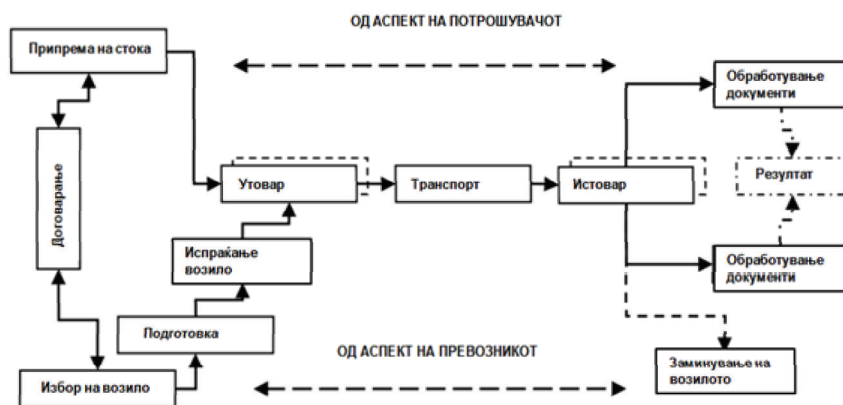 ОД АСПЕКТ НА ПОТРОШУВАЧОТ
Припрема на стока
Обработување
документи
Договарање
Утовар
Транспорт
Истовар
Резултат
Испраќање
возило
Обработување
документи
Подготовка
ОД АСПЕКТ НА ПРЕВОЗНИКОТ
Избор на возило
Заминување на
возилото